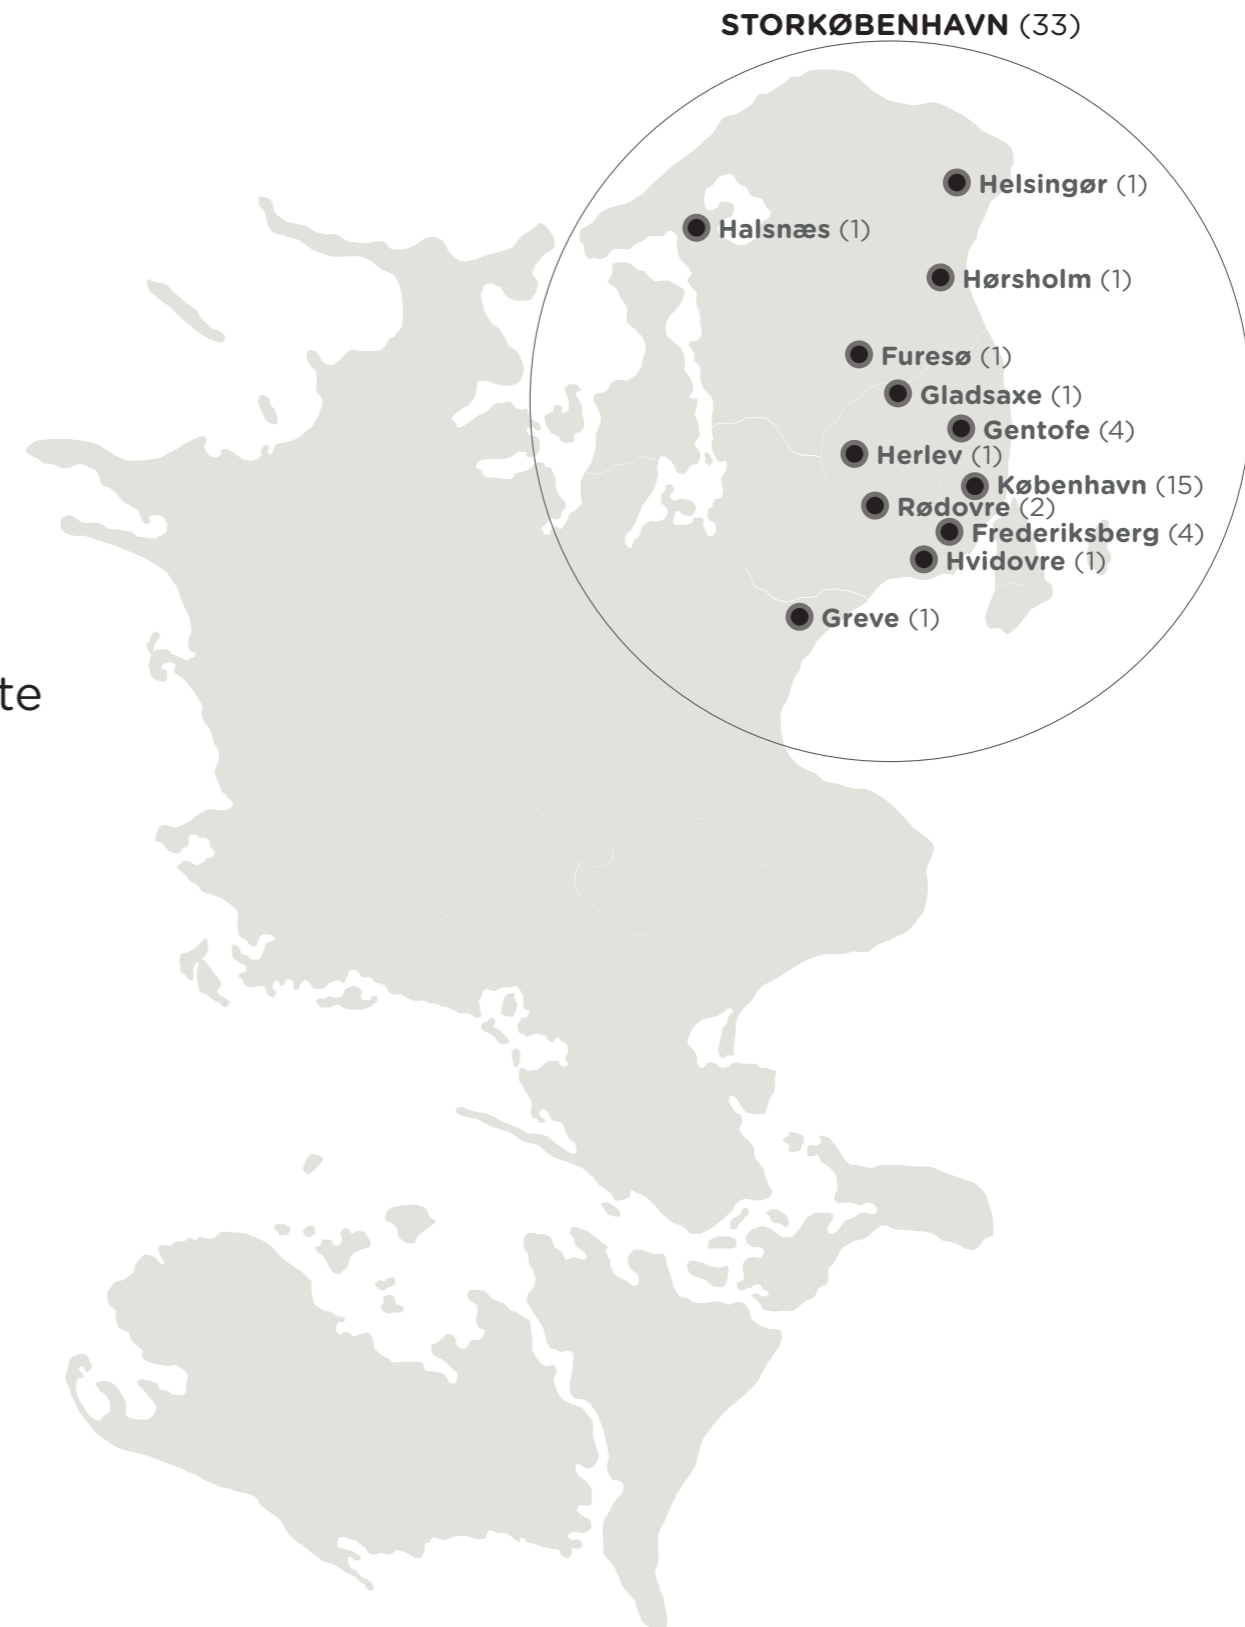 STORKØBENHAVN (33)
Helsingør (1)
Halsnæs (1)
Hørsholm (1)
Furesø (1)
Gladsaxe (1)
Gentofe (4)
Herlev (1)
København (15)
Rødovre (2)
Frederiksberg (4)
Hvidovre (1)
Greve (1)
te